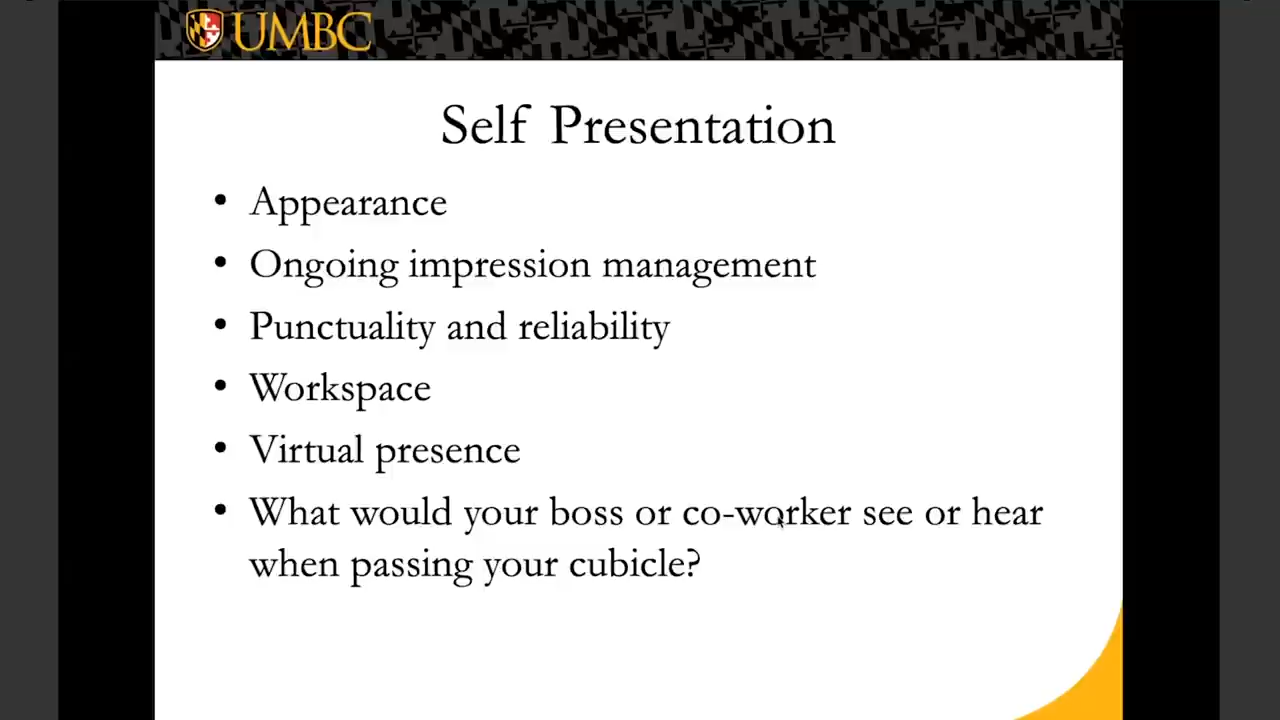 UMBC
Self Presentation
• Appearance
• Ongoing impression management
• Punctuality and reliability
• Workspace
• Virtual presence
• What would your boss or co-worker see or hear
when passing your cubicle?